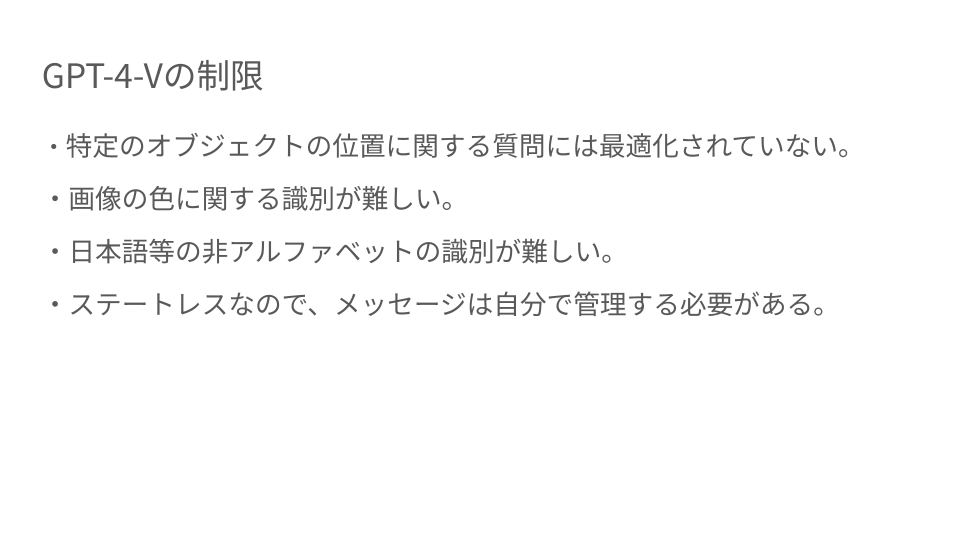 GPT-4-Vの制限
・特定のオブジェクトの位置に関する質問には最適化されていない。
・画像の色に関する識別が難しい。
・日本語等の非アルファベットの識別が難しい。
・ステートレスなので、メッセージは自分で管理する必要がある。